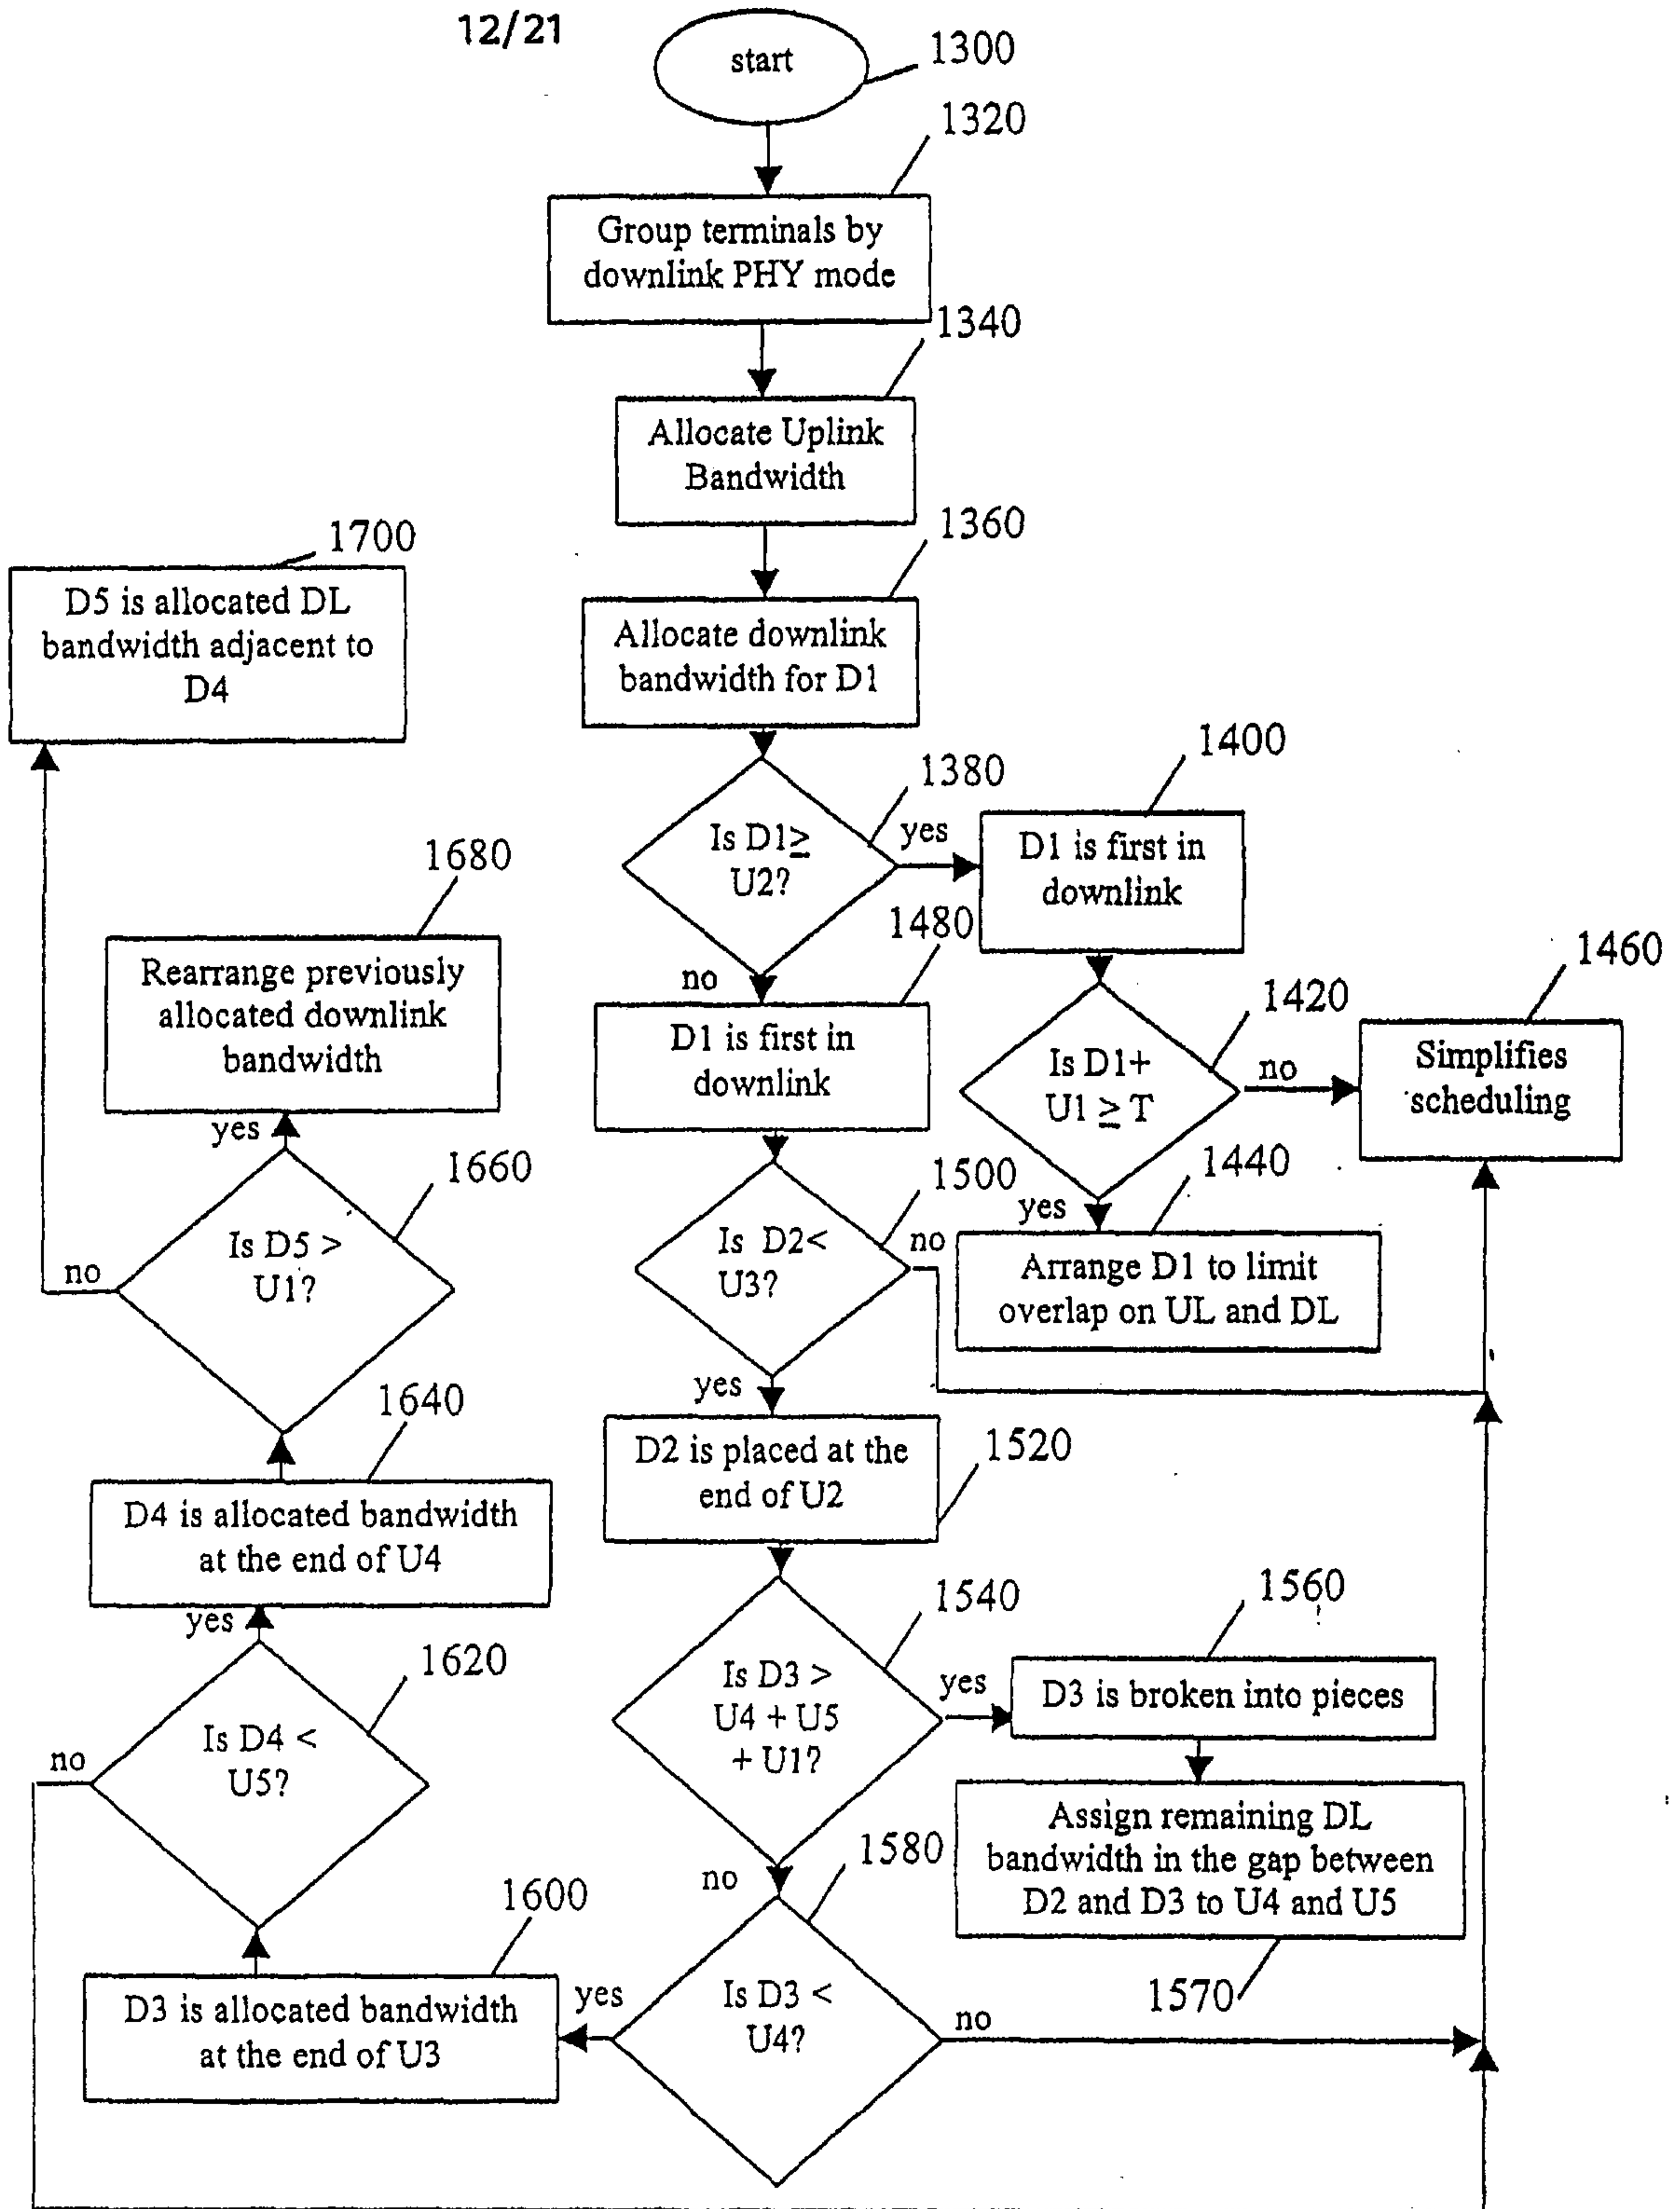 12/21
start
1300
1320
Group terminals by
downlink PHY mode
1340
Allocate Uplink
Bandwidth
1360
Allocate downlink
bandwidth for D1
1700
D5 is allocated DL
bandwidth adjacent to
D4
1380
Is D1≥
U2?
yes
no
1400
D1 is first in
downlink
1480
D1 is first in
downlink
1420
Is D1+
U1 ≥ T
no
yes
1460
Simplifies
scheduling
1440
Arrange D1 to limit
overlap on UL and DL
1680
Rearrange previously
allocated downlink
bandwidth
yes
1660
Is D5 >
U1?
no
1500
Is D2<
U3?
no
yes
1520
D2 is placed at the
end of U2
1640
D4 is allocated bandwidth
at the end of U4
yes
1620
Is D4 <
U5?
no
1540
Is D3 >
U4 + U5
+ U1?
yes
no
1560
D3 is broken into pieces
Assign remaining DL
bandwidth in the gap between
D2 and D3 to U4 and U5
1570
1580
Is D3 <
U4?
yes
no
1600
D3 is allocated bandwidth
at the end of U3